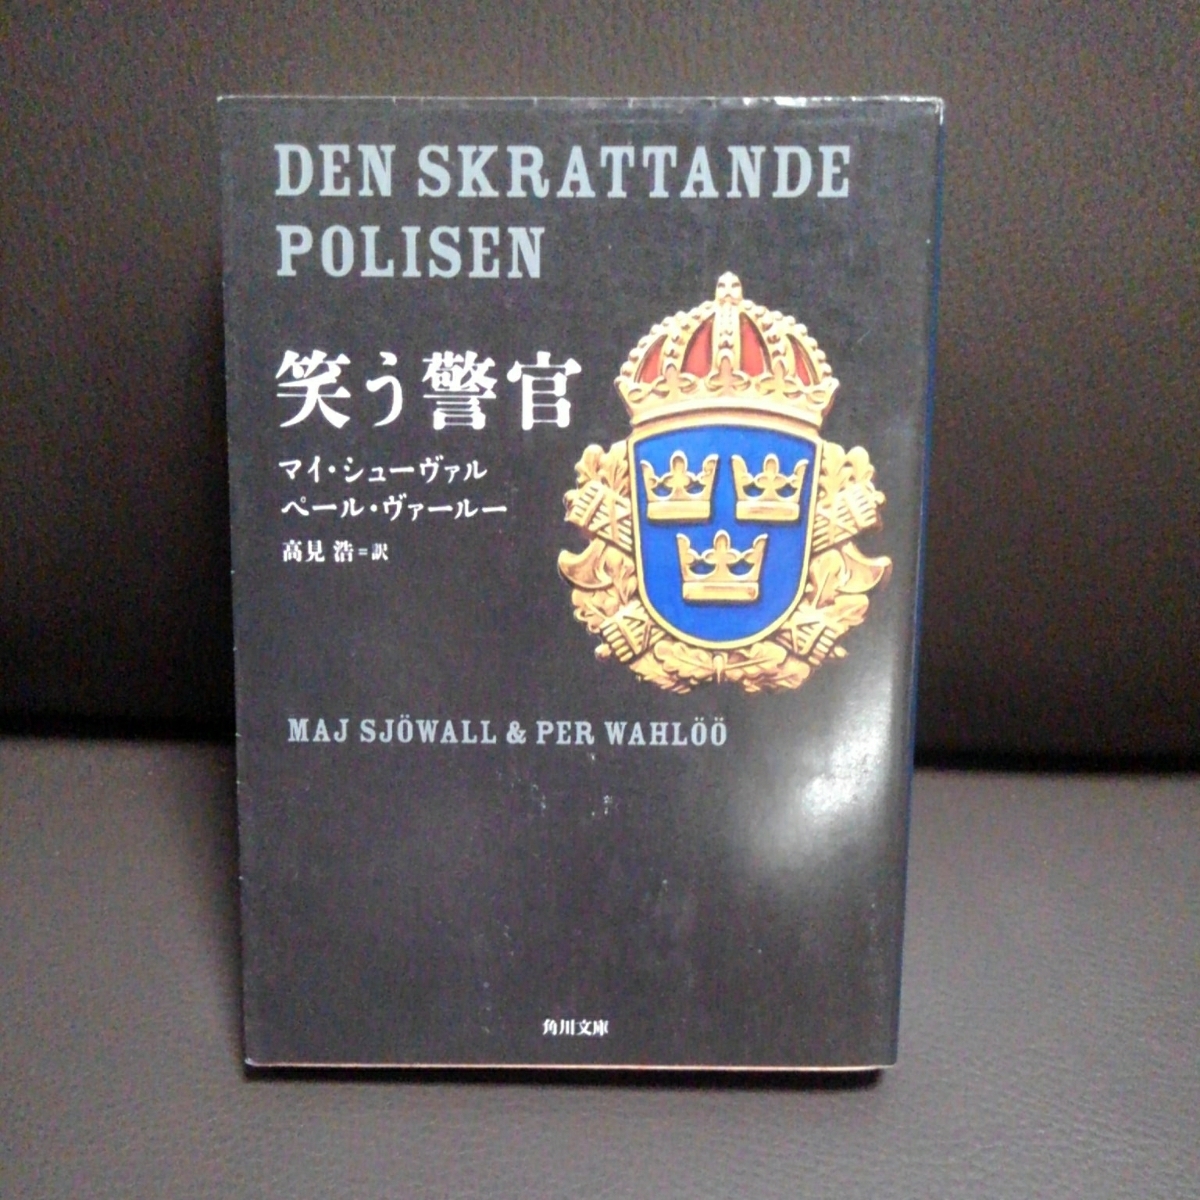 DEN SKRATTANDE
POLISEN
笑う警官
マイ・シューヴァル
ペール・ヴァールー
高見 浩=訳
MAJ SJÖWALL & PER WAHLÖÖ
角川文庫